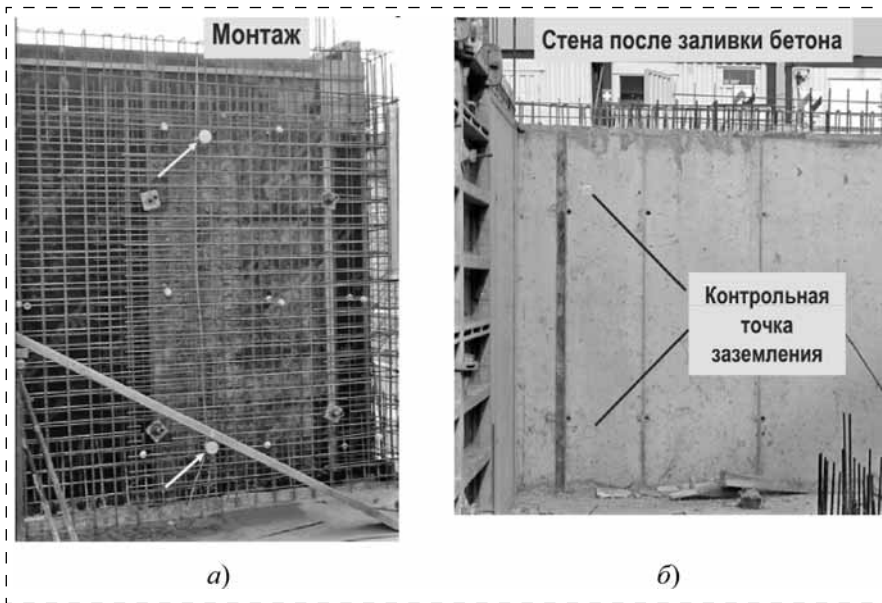 Монтаж
Стена после заливки бетона
Контрольная
точка
заземления
а)
б)